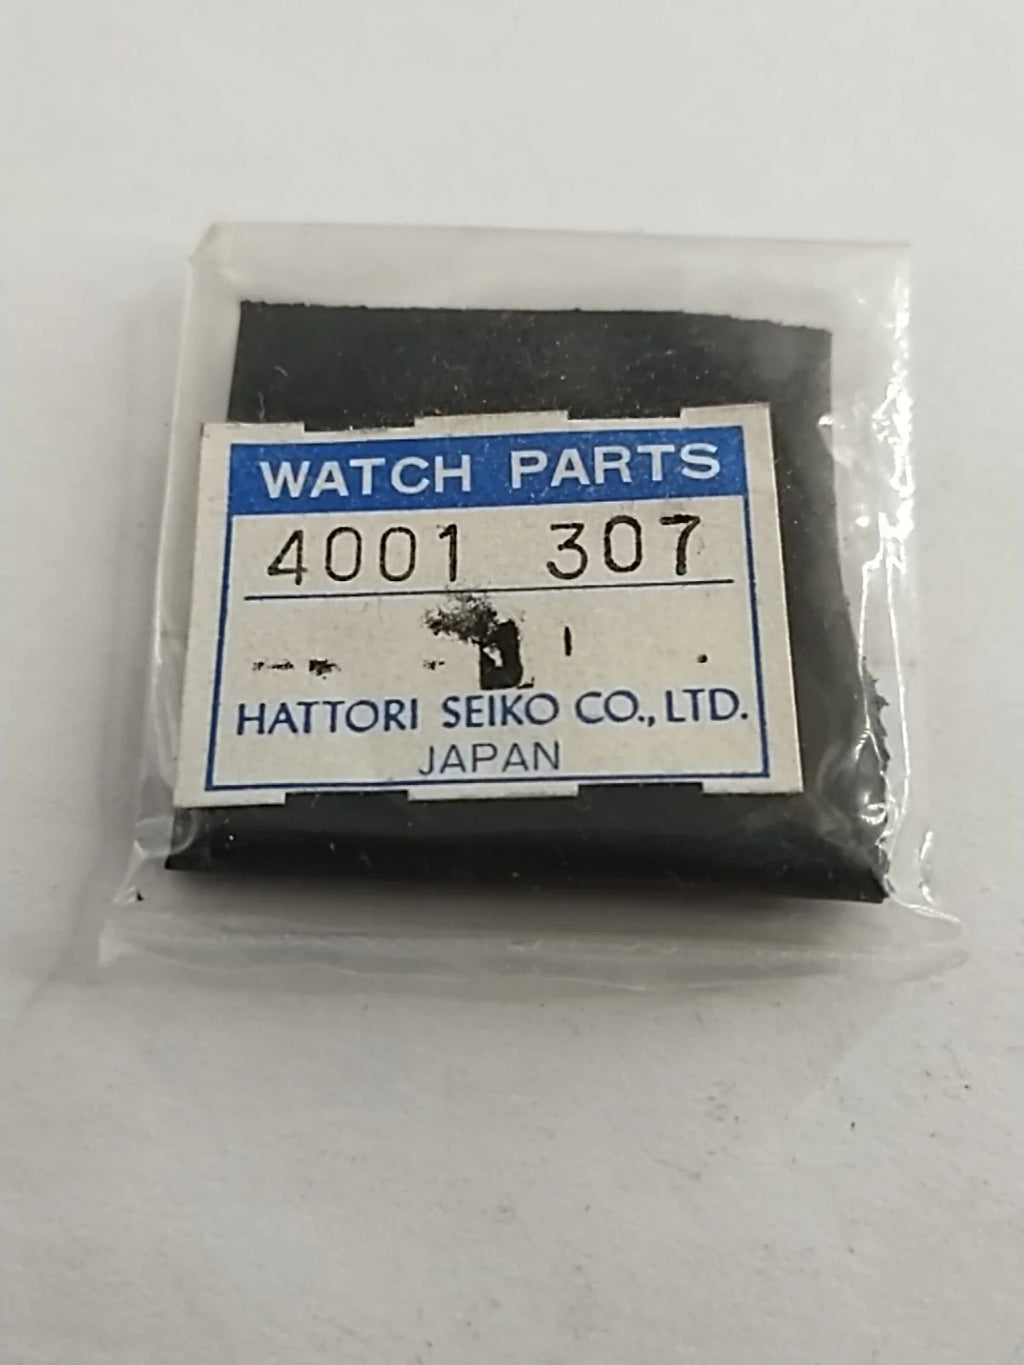 WATCH PARTS
4001 307
HATTORI SEIKO CO., LTD.
JAPAN